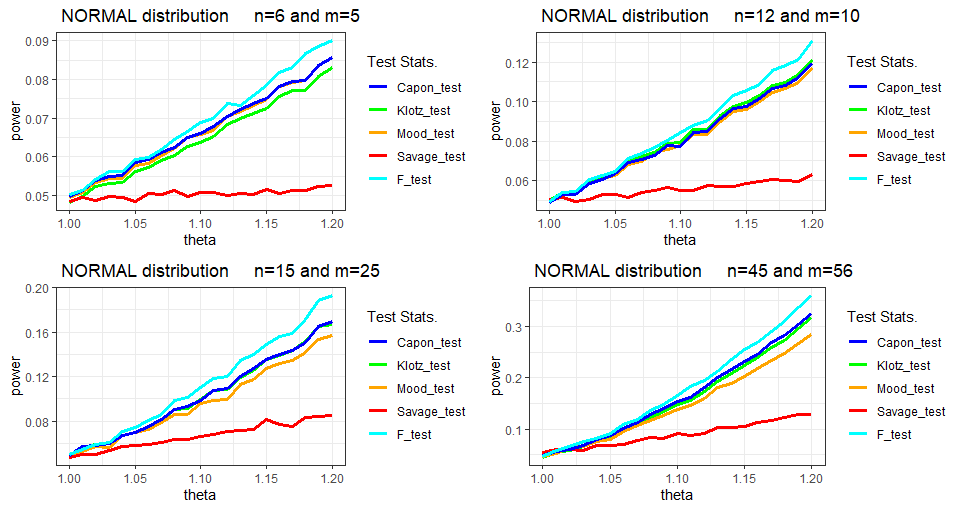 NORMAL distribution n=6 and m=5
power
0.09
0.08
0.07
0.06
0.05
1.00 1.05 1.10 1.15 1.20
theta
Test Stats.
Capon_test
Klotz_test
Mood_test
Savage_test
F_test
NORMAL distribution n=12 and m=10
power
0.12
0.10
0.08
0.06
1.00 1.05 1.10 1.15 1.20
theta
Test Stats.
Capon_test
Klotz_test
Mood_test
Savage_test
F_test
NORMAL distribution n=15 and m=25
power
0.20
0.16
0.12
0.08
1.00 1.05 1.10 1.15 1.20
theta
Test Stats.
Capon_test
Klotz_test
Mood_test
Savage_test
F_test
NORMAL distribution n=45 and m=56
power
0.3
0.2
0.1
1.00 1.05 1.10 1.15 1.20
theta
Test Stats.
Capon_test
Klotz_test
Mood_test
Savage_test
F_test